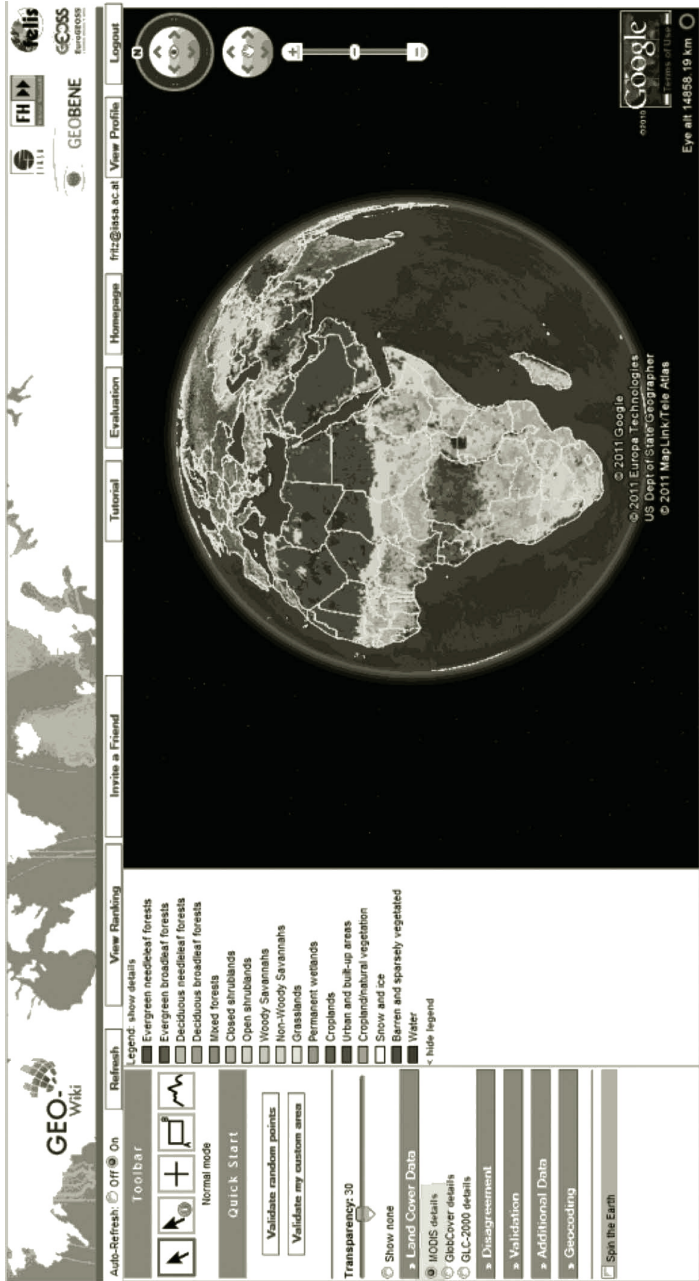 GEO-
Wiki
IIASA
FH
felis
GEOBENE
GEOSS
EuroGEOSS
Refresh
View Ranking
Invite a Friend
Tutorial
Evaluation
Homepage
fritz@iiasa.ac.at
View Profile
Logout
Auto-Refresh: Off On
Toolbar
Normal mode
Quick Start
Validate random points
Validate my custom area
Transparency: 30
Show none
» Land Cover Data
MODIS details
GlobCover details
GLC-2000 details
» Disagreement
» Validation
» Additional Data
» Geocoding
Spin the Earth
Legend: show details
Evergreen needleleaf forests
Evergreen broadleaf forests
Deciduous needleleaf forests
Deciduous broadleaf forests
Mixed forests
Closed shrublands
Open shrublands
Woody Savannahs
Non-Woody Savannahs
Grasslands
Permanent wetlands
Croplands
Urban and built-up areas
Cropland/natural vegetation
Snow and ice
Barren and sparsely vegetated
Water
< hide legend
N
© 2011 Google
© 2011 Europa Technologies
US Dept of State Geographer
© 2011 MapLink/Tele Atlas
©2010
Google
Terms of Use
Eye alt 14858.19 km